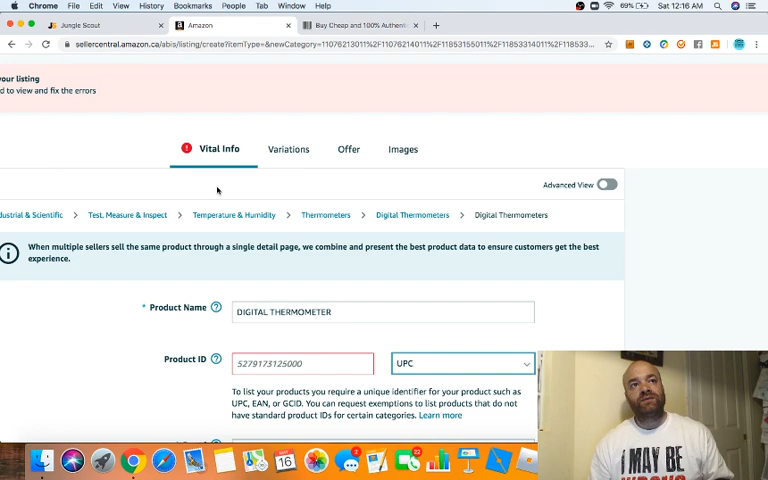 Chrome File Edit View History Bookmarks People Tab Window Help 69% Sat 12:16 AM
Jungle Scout
Amazon
Buy Cheap and 100% Authenti
sellercentral.amazon.ca/abis/listing/create?itemType=&newCategory=11076213011%2F11076214011%2F1185315501
your listing
d to view and fix the errors
Vital Info Variations Offer Images
Advanced View
dustrial & Scientific > Test, Measure & Inspect > Temperature & Humidity > Thermometers > Digital Thermometers > Digital Thermometers
When multiple sellers sell the same product through a single detail page, we combine and present the best product data to ensure customers get the best
experience.
* Product Name DIGITAL THERMOMETER
Product ID 5279173125000 UPC
To list your products you require a unique identifier for your product such as
UPC, EAN, or GCID. You can request exemptions to list products that do not
have standard product IDs for certain categories. Learn more
16
I MAY BE